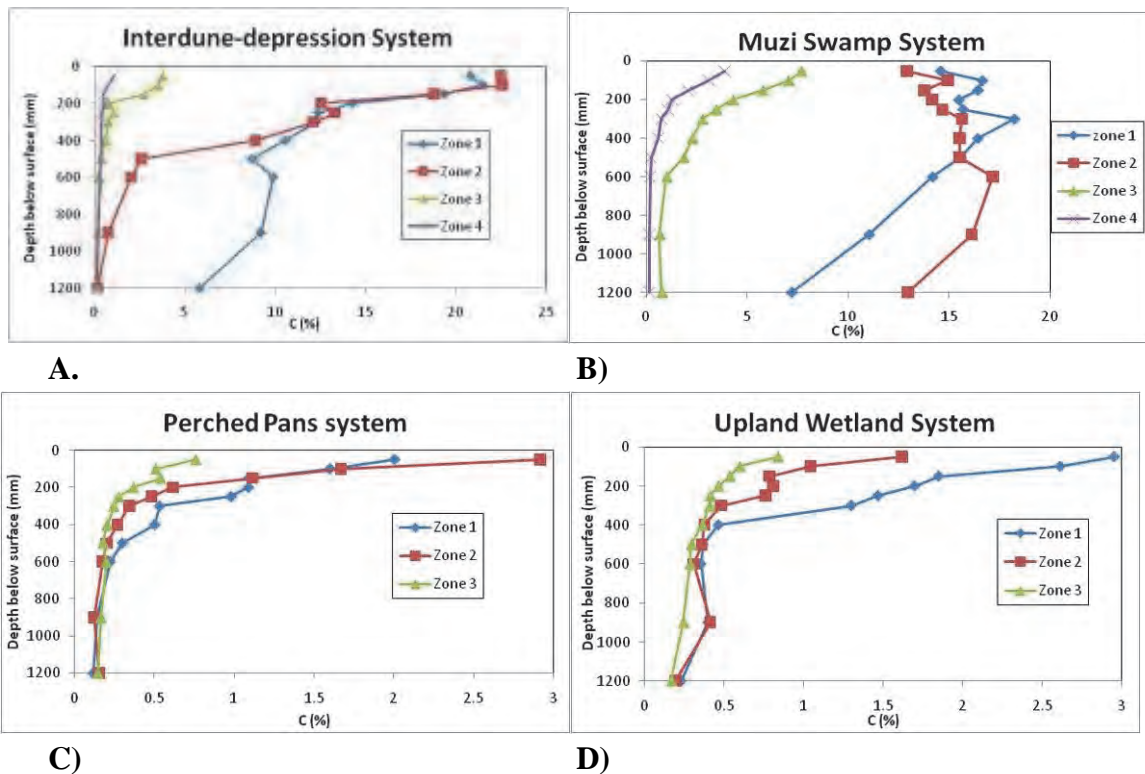 Interdune-depression System
Depth below surface (mm)
0
200
400
600
800
1000
1200
0 5 10 15 20 25
C (%)
Zone 1
Zone 2
Zone 3
Zone 4
A.
Muzi Swamp System
Depth below surface (mm)
0
200
400
600
800
1000
1200
0 5 10 15 20
C (%)
zone 1
Zone 2
Zone 3
Zone 4
B)
Perched Pans system
Depth below surface (mm)
0
200
400
600
800
1000
1200
0 0.5 1 1.5 2 2.5 3
C (%)
Zone 1
Zone 2
Zone 3
C)
Upland Wetland System
Depth below surface (mm)
0
200
400
600
800
1000
1200
0 0.5 1 1.5 2 2.5 3
C (%)
Zone 1
Zone 2
Zone 3
D)